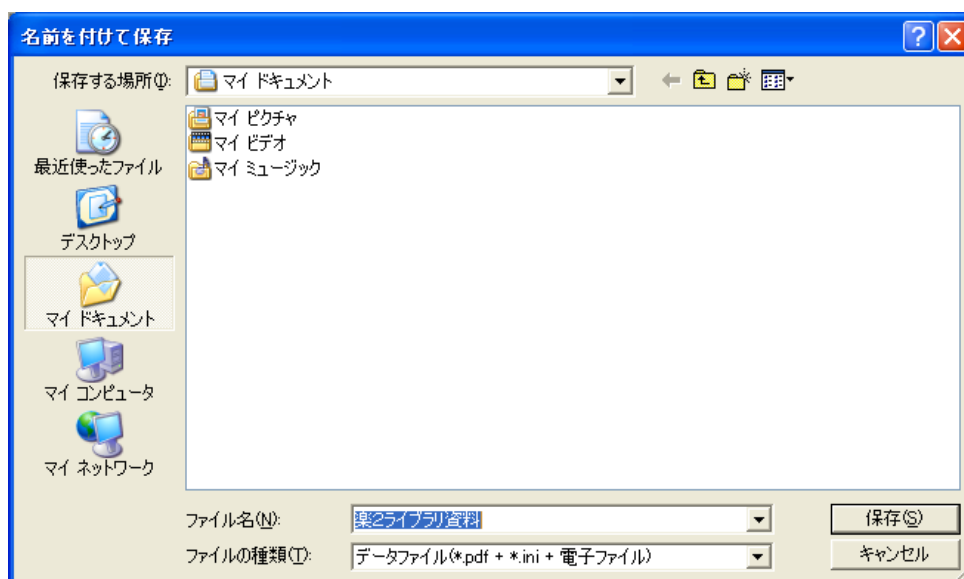 名前を付けて保存
保存する場所(I):
マイ ドキュメント
マイ ピクチャ
マイ ビデオ
マイ ミュージック
最近使ったファイル
デスクトップ
マイ ドキュメント
マイ コンピュータ
マイ ネットワーク
ファイル名(N):
楽2ライブラリ資料
保存(S)
ファイルの種類(T):
データファイル(*.pdf + *.ini + 電子ファイル)
キャンセル